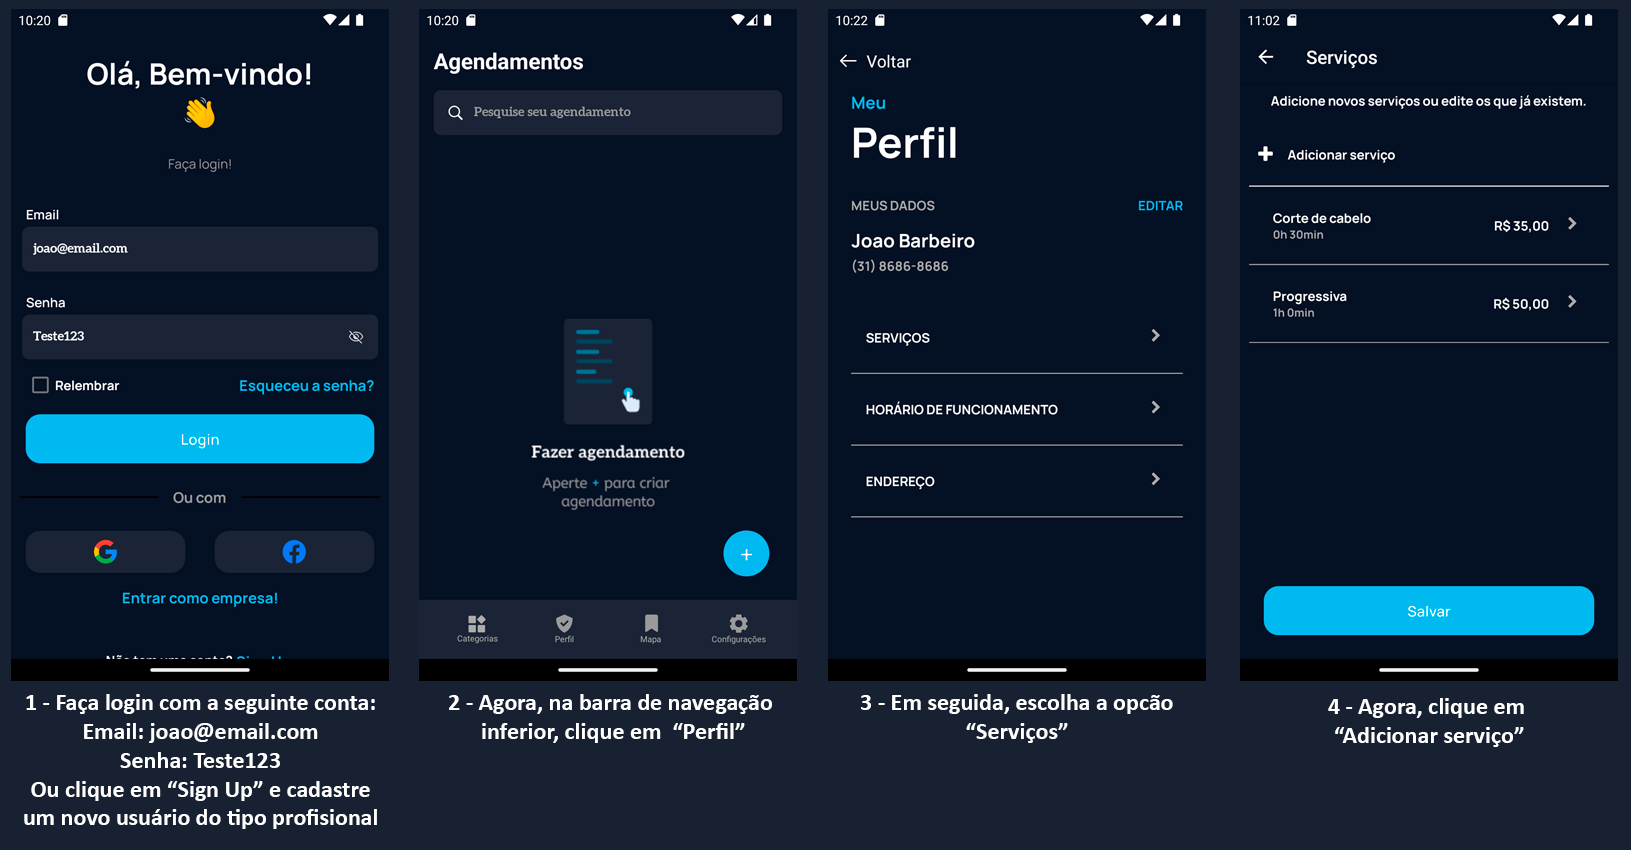 10:20
Olá, Bem-vindo!
Faça login!
Email
joao@email.com
Senha
Teste123
Relembrar
Esqueceu a senha?
Login
Ou com
Entrar como empresa!
1 - Faça login com a seguinte conta:
Email: joao@email.com
Senha: Teste123
Ou clique em “Sign Up” e cadastre
um novo usuário do tipo profisional
10:20
Agendamentos
Pesquise seu agendamento
Fazer agendamento
Aperte + para criar
agendamento
+
Categorias
Perfil
Mapa
Configurações
2 - Agora, na barra de navegação
inferior, clique em “Perfil”
10:22
Voltar
Meu
Perfil
MEUS DADOS
EDITAR
Joao Barbeiro
(31) 8686-8686
SERVIÇOS
HORÁRIO DE FUNCIONAMENTO
ENDEREÇO
3 - Em seguida, escolha a opcão
“Serviços”
11:02
Serviços
Adicione novos serviços ou edite os que já existem.
Adicionar serviço
Corte de cabelo
0h 30min
R$ 35,00
Progressiva
1h 0min
R$ 50,00
Salvar
4 - Agora, clique em
“Adicionar serviço”